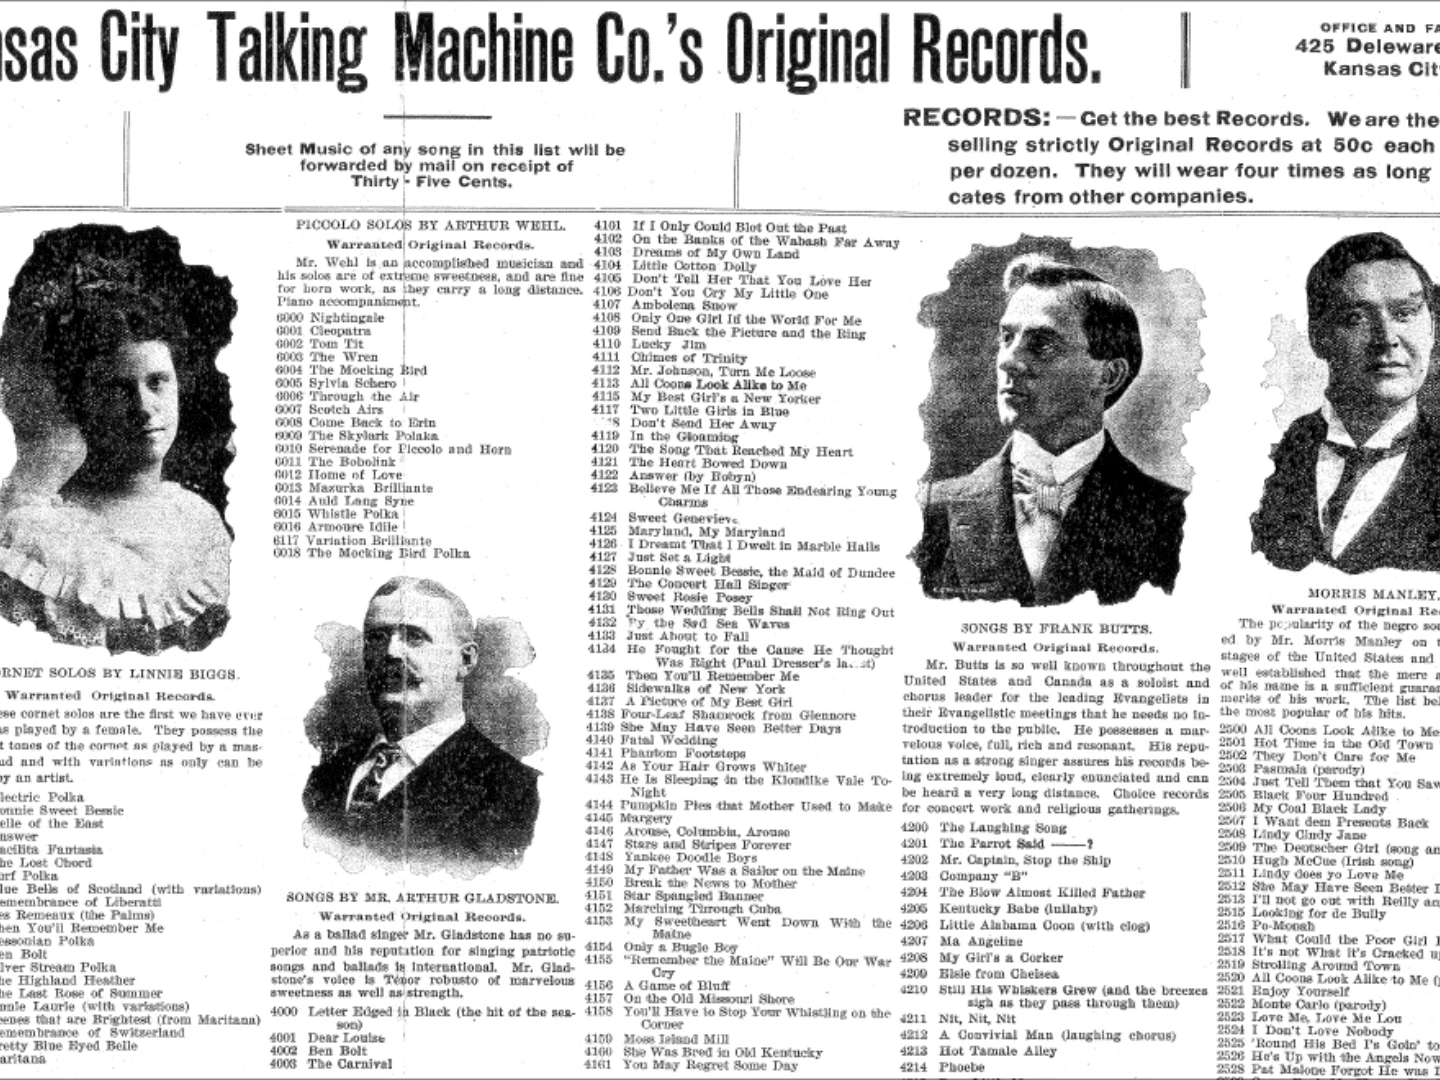 sas City Talking Machine Co.'s Original Records.
OFFICE AND FA
425 Deleware
Kansas Cit
Sheet Music of any song in this list will be
forwarded by mail on receipt of
Thirty - Five Cents.
RECORDS: — Get the best Records. We are the
selling strictly Original Records at 50c each
per dozen. They will wear four times as long
cates from other companies.
RNET SOLOS BY LINNIE BIGGS.
Warranted Original Records.
ese cornet solos are the first we have ever
s played by a female. They possess the
t tones of the cornet as played by a mas-
ud and with variations as only can be
by an artist.
lectric Polka
onnie Sweet Bessie
elle of the East
nswer
acilita Fantasia
he Lost Chord
urf Polka
lue Bells of Scotland (with variations)
emembrance of Liberatti
es Remeaux (the Palms)
hen You'll Remember Me
essonian Polka
en Bolt
lver Stream Polka
he Highland Heather
he Last Rose of Summer
nnie Laurie (with variations)
enes that are Brightest (from Maritana)
emembrance of Switzerland
retty Blue Eyed Belle
aritana
PICCOLO SOLOS BY ARTHUR WEHL.
Warranted Original Records.
Mr. Wehl is an accomplished musician and
his solos are of extreme sweetness, and are fine
for horn work, as they carry a long distance.
Piano accompaniment.
6000 Nightingale
6001 Cleopatra
6002 Tom Tit
6003 The Wren
6004 The Mocking Bird
6005 Sylvia Schero
6006 Through the Air
6007 Scotch Airs
6008 Come Back to Erin
6009 The Skylark Polaka
6010 Serenade for Piccolo and Horn
6011 The Bobolink
6012 Home of Love
6013 Mazurka Brilliante
6014 Auld Lang Syne
6015 Whistle Polka
6016 Armoure Idile
6117 Variation Brilliante
6018 The Mocking Bird Polka
SONGS BY MR. ARTHUR GLADSTONE.
Warranted Original Records.
As a ballad singer Mr. Gladstone has no su-
perior and his reputation for singing patriotic
songs and ballads is international. Mr. Glad-
stone's voice is Tenor robusto of marvelous
sweetness as well as strength.
4000 Letter Edged in Black (the hit of the sea-
son)
4001 Dear Louise
4002 Ben Bolt
4003 The Carnival
4101 If I Only Could Blot Out the Past
4102 On the Banks of the Wabash Far Away
4103 Dreams of My Own Land
4104 Little Cotton Dolly
4105 Don't Tell Her That You Love Her
4106 Don't You Cry My Little One
4107 Ambolena Snow
4108 Only One Girl in the World For Me
4109 Send Back the Picture and the Ring
4110 Lucky Jim
4111 Chimes of Trinity
4112 Mr. Johnson, Turn Me Loose
4113 All Coons Look Alike to Me
4115 My Best Girl's a New Yorker
4117 Two Little Girls in Blue
8 Don't Send Her Away
4119 In the Gloaming
4120 The Song That Reached My Heart
4121 The Heart Bowed Down
4122 Answer (by Robyn)
4123 Believe Me If All Those Endearing Young
Charms
4124 Sweet Genevieve
4125 Maryland, My Maryland
4126 I Dreamt That I Dwelt in Marble Halls
4127 Just Set a Light
4128 Bonnie Sweet Bessie, the Maid of Dundee
4129 The Concert Hall Singer
4130 Sweet Rosie Posey
4131 Those Wedding Bells Shall Not Ring Out
4132 By the Sad Sea Waves
4133 Just About to Fall
4134 He Fought for the Cause He Thought
Was Right (Paul Dresser's
4135 Then You'll Remember Me
4136 Sidewalks of New York
4137 A Picture of My Best Girl
4138 Four-Leaf Shamrock from Glennore
4139 She May Have Seen Better Days
4140 Fatal Wedding
4141 Phantom Footsteps
4142 As Your Hair Grows Whiter
4143 He Is Sleeping in the Klondike Vale To-
Night
4144 Pumpkin Pies that Mother Used to Make
4145 Margery
4146 Arouse, Columbia, Arouse
4147 Stars and Stripes Forever
4148 Yankee Doodle Boys
4149 My Father Was a Sailor on the Maine
4150 Break the News to Mother
4151 Star Spangled Banner
4152 Marching Through Cuba
4153 My Sweetheart Went Down With the
Maine
4154 Only a Bugle Boy
4155 "Remember the Maine" Will Be Our War
Cry
4156 A Game of Bluff
4157 On the Old Missouri Shore
4158 You'll Have to Stop Your Whistling on the
Corner
4159 Moss Island Mill
4160 She Was Bred in Old Kentucky
4161 You May Regret Some Day
SONGS BY FRANK BUTTS.
Warranted Original Records.
Mr. Butts is so well known throughout the
United States and Canada as a soloist and
chorus leader for the leading Evangelists in
their Evangelistic meetings that he needs no in-
troduction to the public. He possesses a mar-
velous voice, full, rich and resonant. His repu-
tation as a strong singer assures his records be-
ing extremely loud, clearly enunciated and can
be heard a very long distance. Choice records
for concert work and religious gatherings.
4200 The Laughing Song
4201 The Parrot Said ——?
4202 Mr. Captain, Stop the Ship
4203 Company "B"
4204 The Blow Almost Killed Father
4205 Kentucky Babe (lullaby)
4206 Little Alabama Coon (with clog)
4207 Ma Angeline
4208 My Girl's a Corker
4209 Elsie from Chelsea
4210 Still His Whiskers Grew (and the breezes
sigh as they pass through them)
4211 Nit, Nit, Nit
4212 A Convivial Man (laughing chorus)
4213 Hot Tamale Alley
4214 Phoebe
MORRIS MANLEY,
Warranted Original Re
The popularity of the negro so
ed by Mr. Morris Manley on t
stages of the United States and
well established that the mere
of his name is a sufficient guaran
merits of his work. The list be
the most popular of his hits.
2500 All Coons Look Alike to Me
2501 Hot Time in the Old Town
2502 They Don't Care for Me
2503 Pasmala (parody)
2504 Just Tell Them that You Saw
2505 Black Four Hundred
2506 My Coal Black Lady
2507 I Want dem Presents Back
2508 Lindy Cindy Jane
2509 The Deutscher Girl (song an
2510 Hugh McCue (Irish song)
2511 Lindy does yo Love Me
2512 She May Have Seen Better D
2513 I'll not go out with Reilly an
2515 Looking for de Bully
2516 Po-Monah
2517 What Could the Poor Girl
2518 It's not What it's Cracked u
2519 Strolling Around Town
2520 All Coons Look Alike to Me (
2521 Enjoy Yourself
2522 Monte Carlo (parody)
2523 Love Me, Love Me Lou
2524 I Don't Love Nobody
2525 'Round His Bed I's Goin' to
2526 He's Up with the Angels Now
2528 Pat Malone Forgot He was